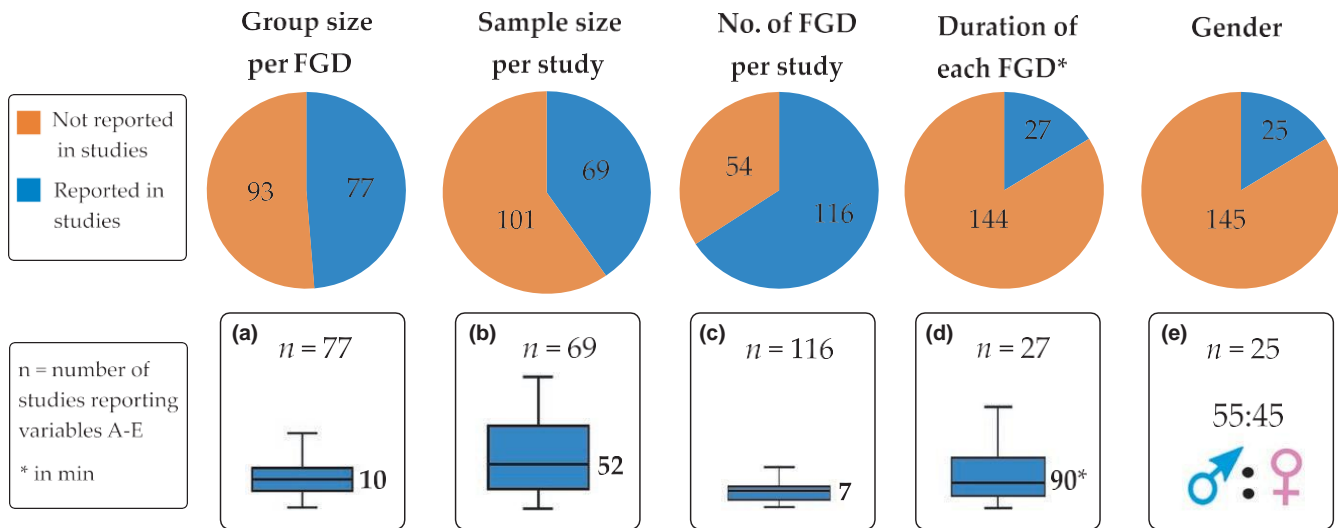 Group size
per FGD
Sample size
per study
No. of FGD
per study
Duration of
each FGD*
Gender
Not reported
in studies
Reported in
studies
93
77
101
69
54
116
144
27
145
25
n = number of
studies reporting
variables A-E
* in min
(a)
n = 77
10
(b)
n = 69
52
(c)
n = 116
7
(d)
n = 27
90*
(e)
n = 25
55:45